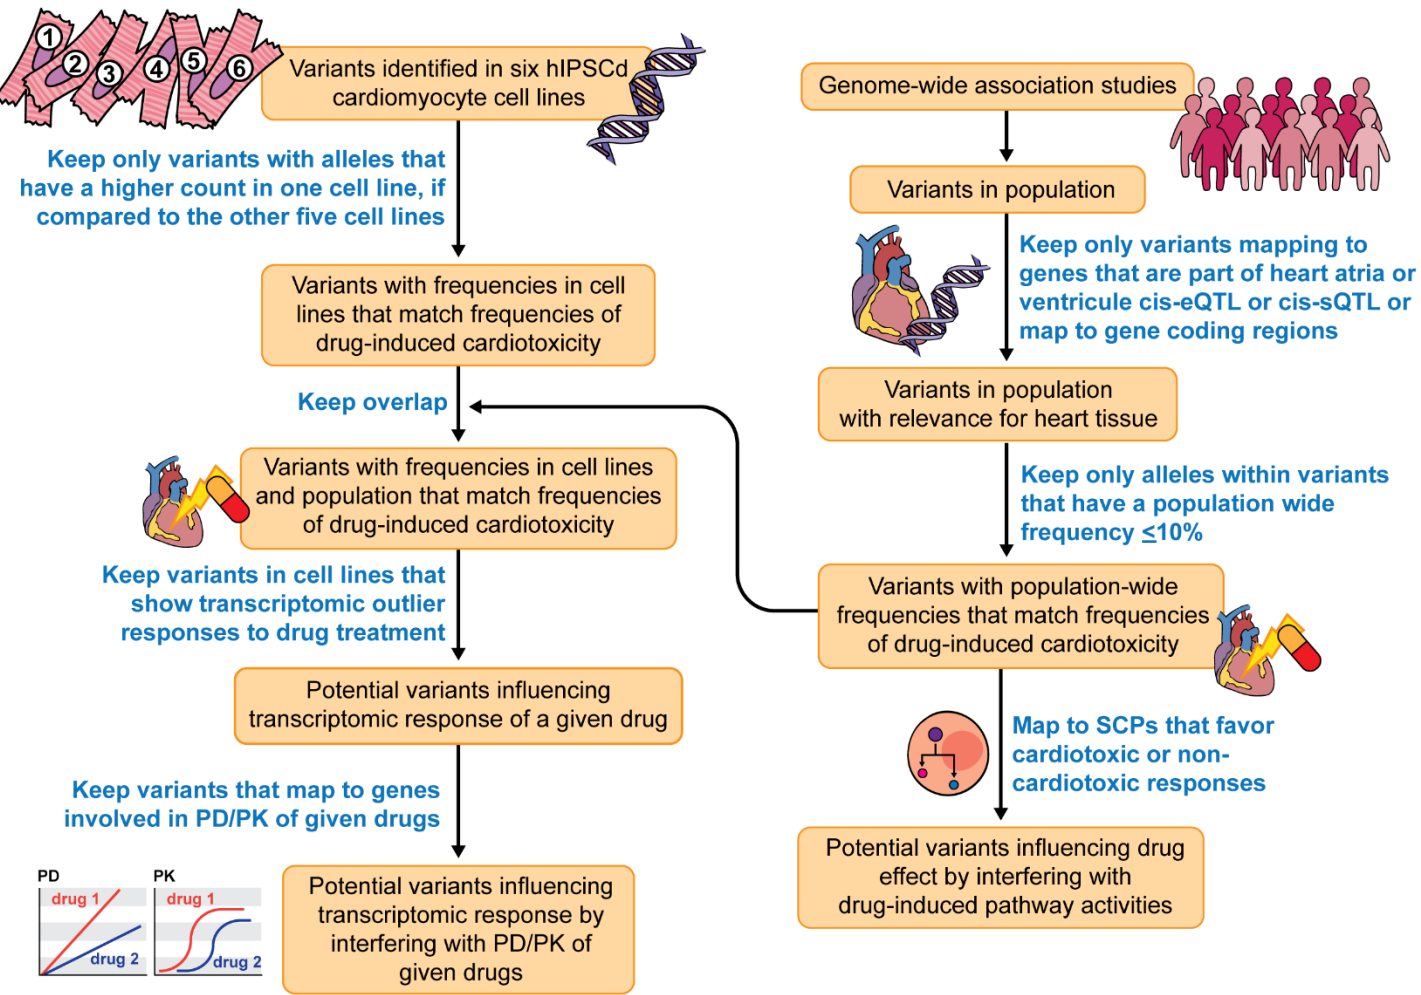 1
2
3
4
5
6
Variants identified in six hIPSCd
cardiomyocyte cell lines
Keep only variants with alleles that
have a higher count in one cell line, if
compared to the other five cell lines
Variants with frequencies in cell
lines that match frequencies of
drug-induced cardiotoxicity
Keep overlap
Variants with frequencies in cell lines
and population that match frequencies
of drug-induced cardiotoxicity
Keep variants in cell lines that
show transcriptomic outlier
responses to drug treatment
Potential variants influencing
transcriptomic response of a given drug
Keep variants that map to genes
involved in PD/PK of given drugs
PD
drug 1
drug 2
PK
drug 1
drug 2
Potential variants influencing
transcriptomic response by
interfering with PD/PK of
given drugs
Genome-wide association studies
Variants in population
Keep only variants mapping to
genes that are part of heart atria or
ventricule cis-eQTL or cis-sQTL or
map to gene coding regions
Variants in population
with relevance for heart tissue
Keep only alleles within variants
that have a population wide
frequency ≤10%
Variants with population-wide
frequencies that match frequencies
of drug-induced cardiotoxicity
Map to SCPs that favor
cardiotoxic or non-
cardiotoxic responses
Potential variants influencing drug
effect by interfering with
drug-induced pathway activities